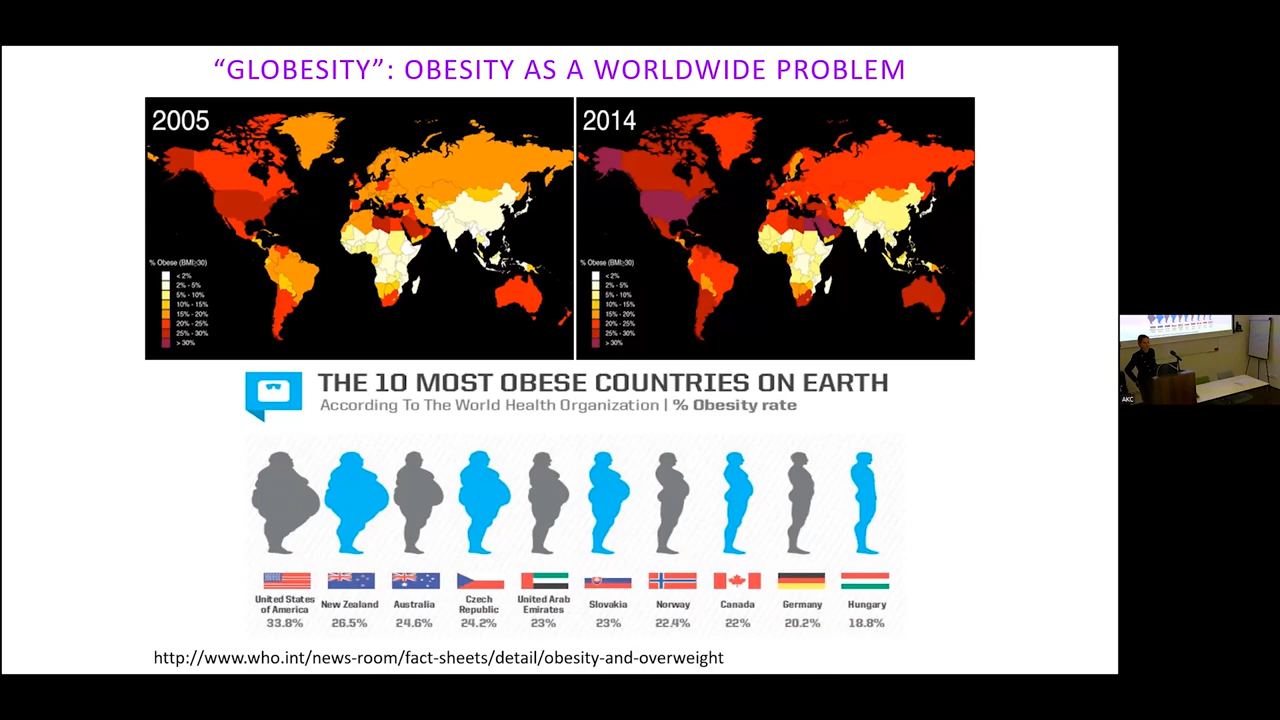 “GLOBESITY”: OBESITY AS A WORLDWIDE PROBLEM
2005
% Obese (BMI≥30)
< 2%
2% - 5%
5% - 10%
10% - 15%
15% - 20%
20% - 25%
25% - 30%
> 30%
2014
% Obese (BMI≥30)
< 2%
2% - 5%
5% - 10%
10% - 15%
15% - 20%
20% - 25%
25% - 30%
> 30%
THE 10 MOST OBESE COUNTRIES ON EARTH
According To The World Health Organization | % Obesity rate
United States of America
33.8%
New Zealand
26.5%
Australia
24.6%
Czech Republic
24.2%
United Arab Emirates
23%
Slovakia
23%
Norway
22.4%
Canada
22%
Germany
20.2%
Hungary
18.8%
http://www.who.int/news-room/fact-sheets/detail/obesity-and-overweight
AKC